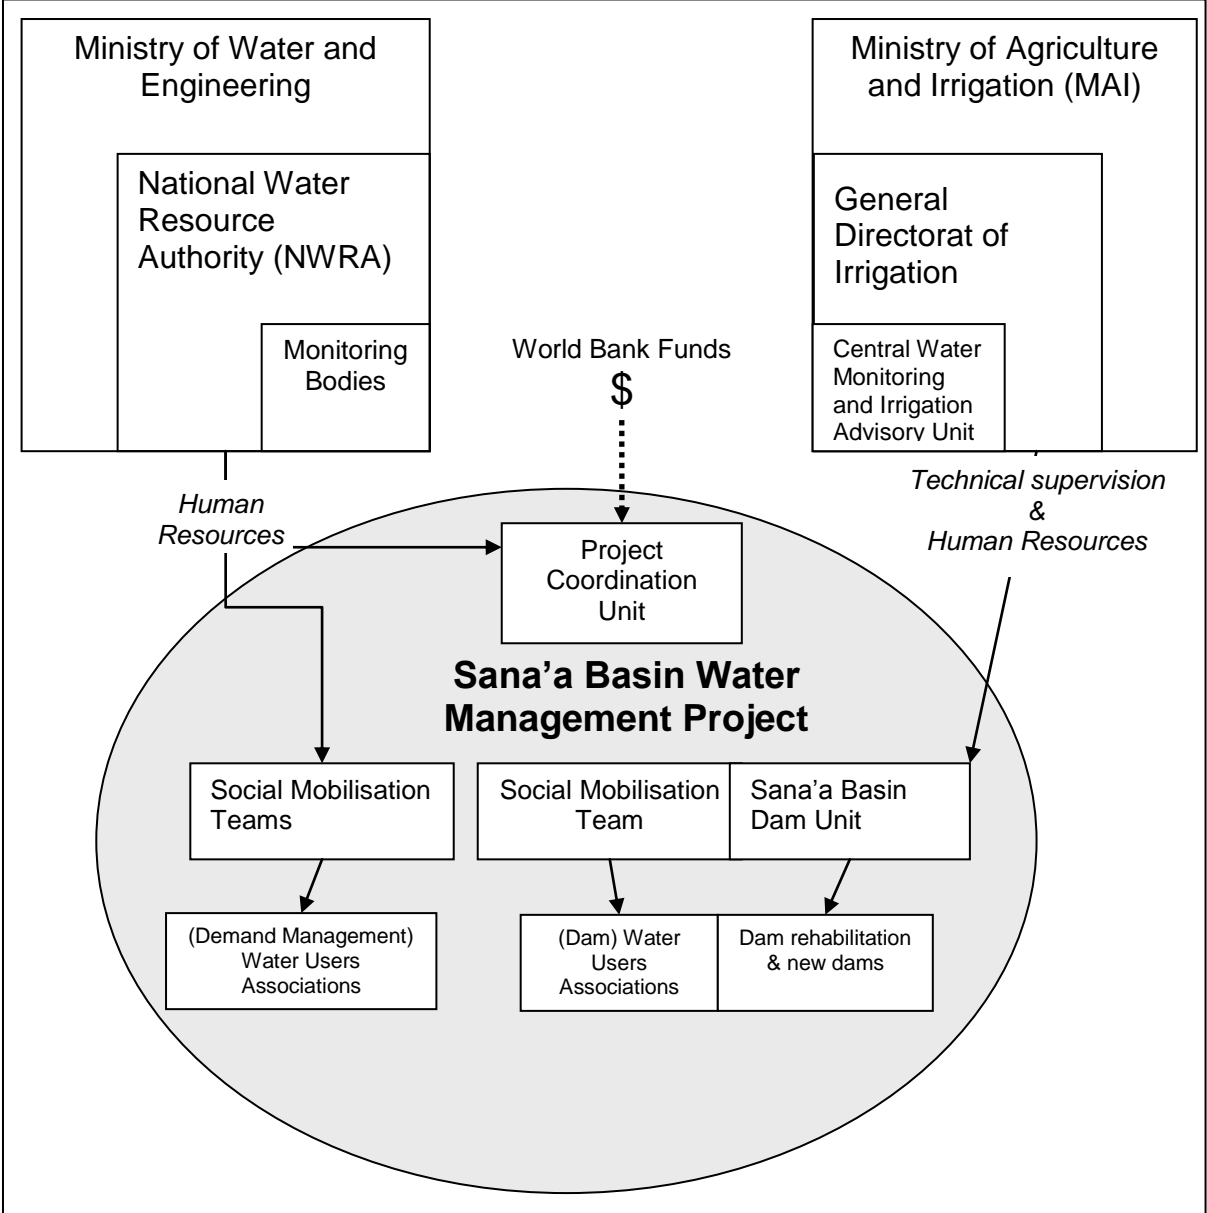 Ministry of Water and
Engineering
National Water
Resource
Authority (NWRA)
Monitoring
Bodies
Ministry of Agriculture
and Irrigation (MAI)
General
Directorat of
Irrigation
Central Water
Monitoring
and Irrigation
Advisory Unit
World Bank Funds
$
Human
Resources
Technical supervision
&
Human Resources
Project
Coordination
Unit
Sana’a Basin Water
Management Project
Social Mobilisation
Teams
Social Mobilisation
Team
Sana’a Basin
Dam Unit
(Demand Management)
Water Users
Associations
(Dam) Water
Users
Associations
Dam rehabilitation
& new dams